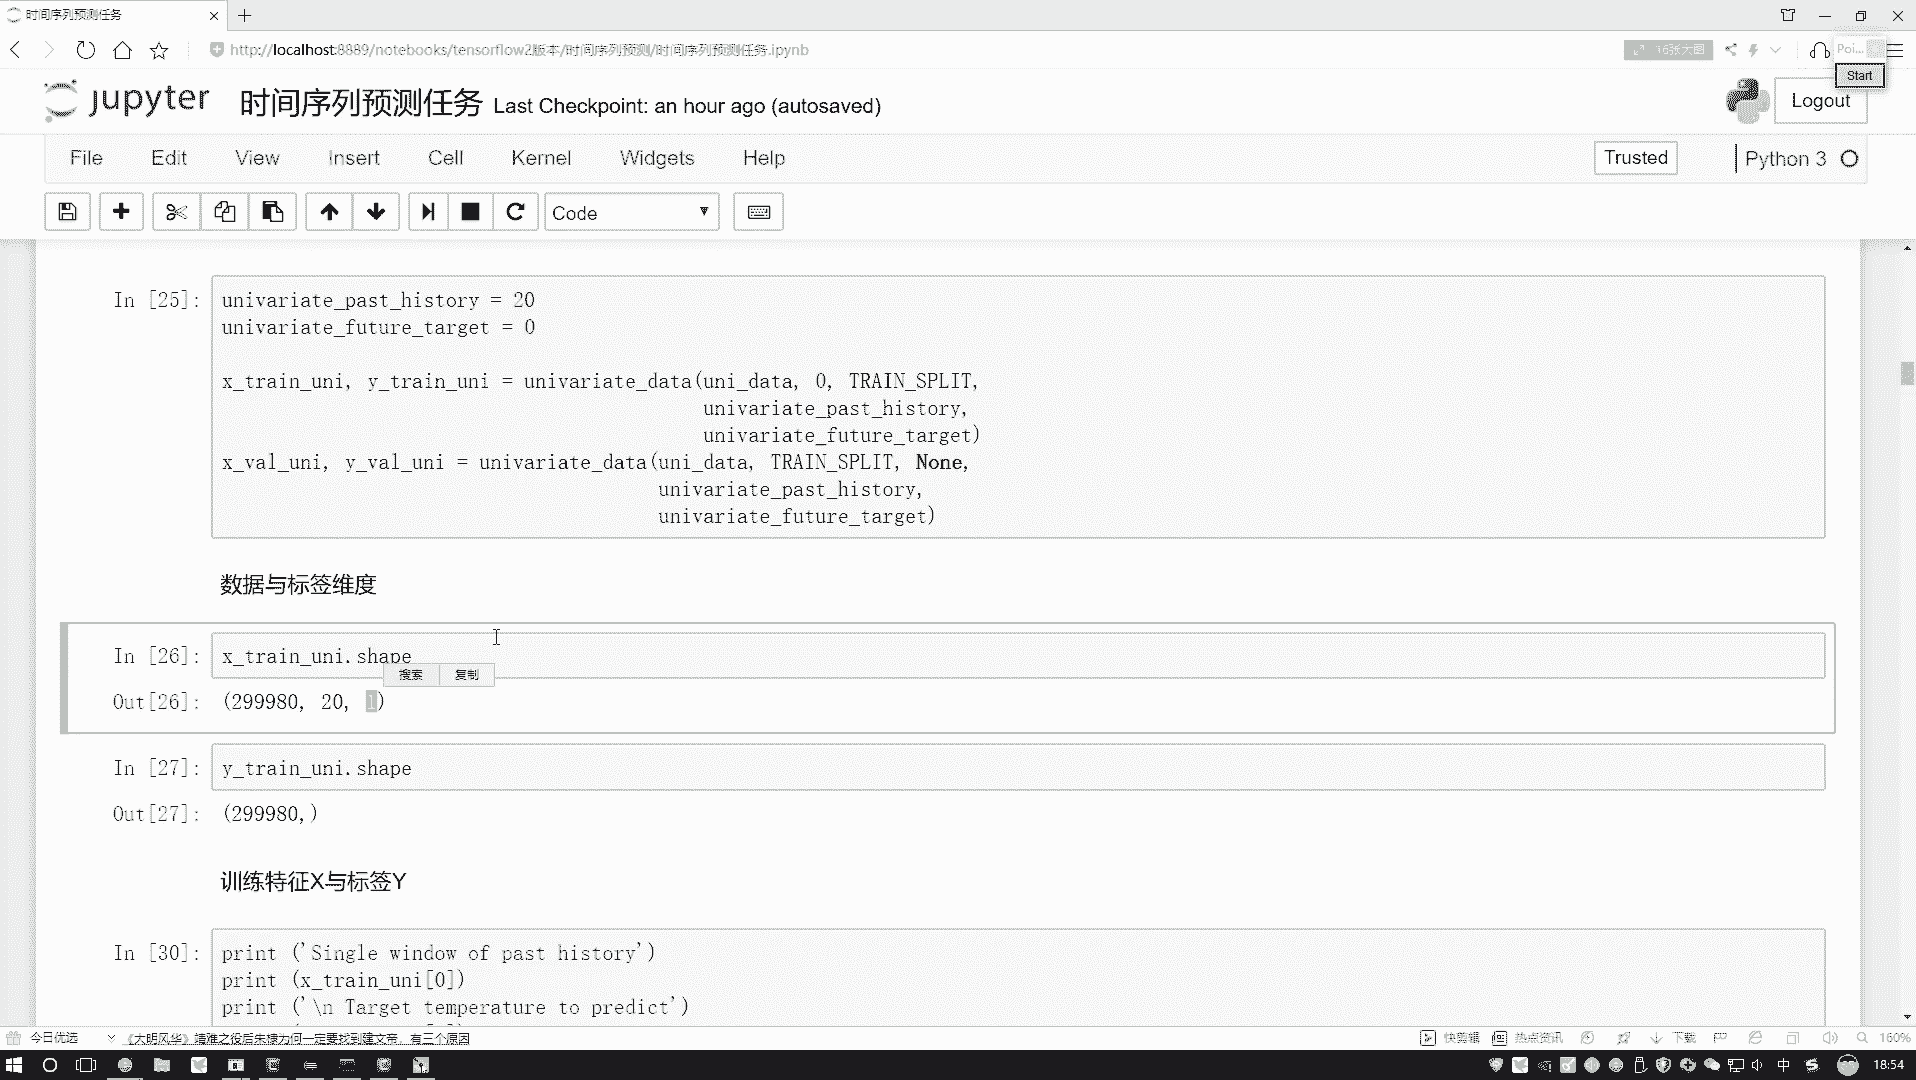 时间序列预测任务
http://localhost:8889/notebooks/tensorflow2版本/时间序列预测/时间序列预测任务.ipynb
16张大图
Poi...
Start
jupyter 时间序列预测任务 Last Checkpoint: an hour ago (autosaved)
Logout
File Edit View Insert Cell Kernel Widgets Help
Trusted
Python 3
Code
In [25]:
univariate_past_history = 20
univariate_future_target = 0
x_train_uni, y_train_uni = univariate_data(uni_data, 0, TRAIN_SPLIT,
univariate_past_history,
univariate_future_target)
x_val_uni, y_val_uni = univariate_data(uni_data, TRAIN_SPLIT, None,
univariate_past_history,
univariate_future_target)
数据与标签维度
In [26]: x_train_uni.shape
搜索 复制
Out[26]: (299980, 20, 1)
In [27]: y_train_uni.shape
Out[27]: (299980,)
训练特征X与标签Y
In [30]: print ('Single window of past history')
print (x_train_uni[0])
print ('\n Target temperature to predict')
今日优选
《大明风华》靖难之役后朱棣为何一定要找到建文帝，有三个原因
快剪辑
热点资讯
下载
160%
中
18:54